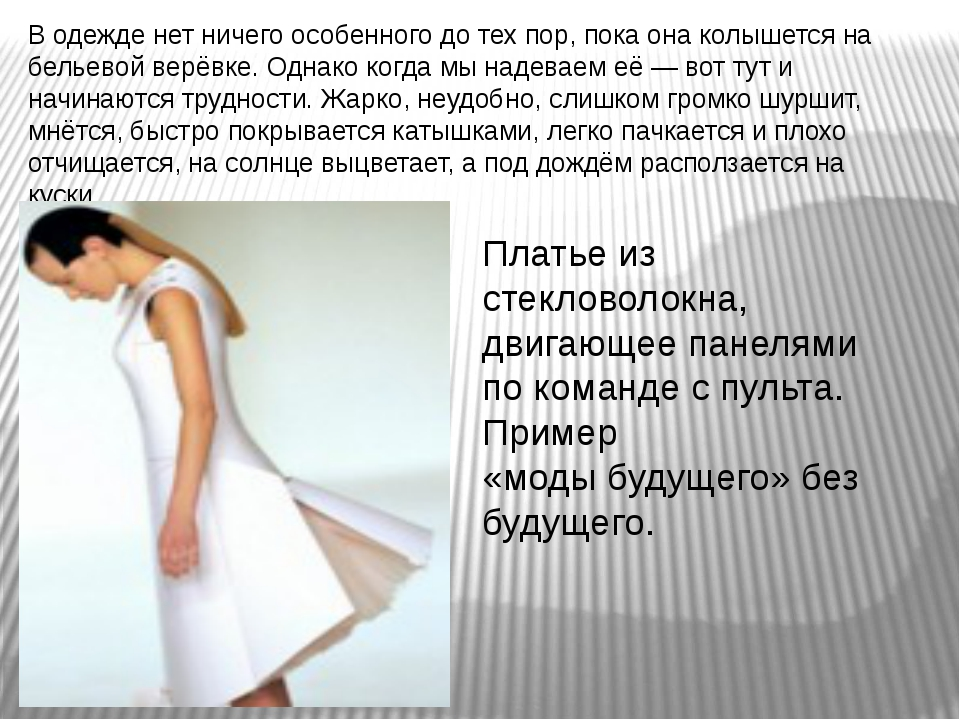 В одежде нет ничего особенного до тех пор, пока она колышется на
бельевой верёвке. Однако когда мы надеваем её — вот тут и
начинаются трудности. Жарко, неудобно, слишком громко шуршит,
мнётся, быстро покрывается катышками, легко пачкается и плохо
отчищается, на солнце выцветает, а под дождём расползается на
куски
Платье из
стекловолокна,
двигающее панелями
по команде с пульта.
Пример
«моды будущего» без
будущего.